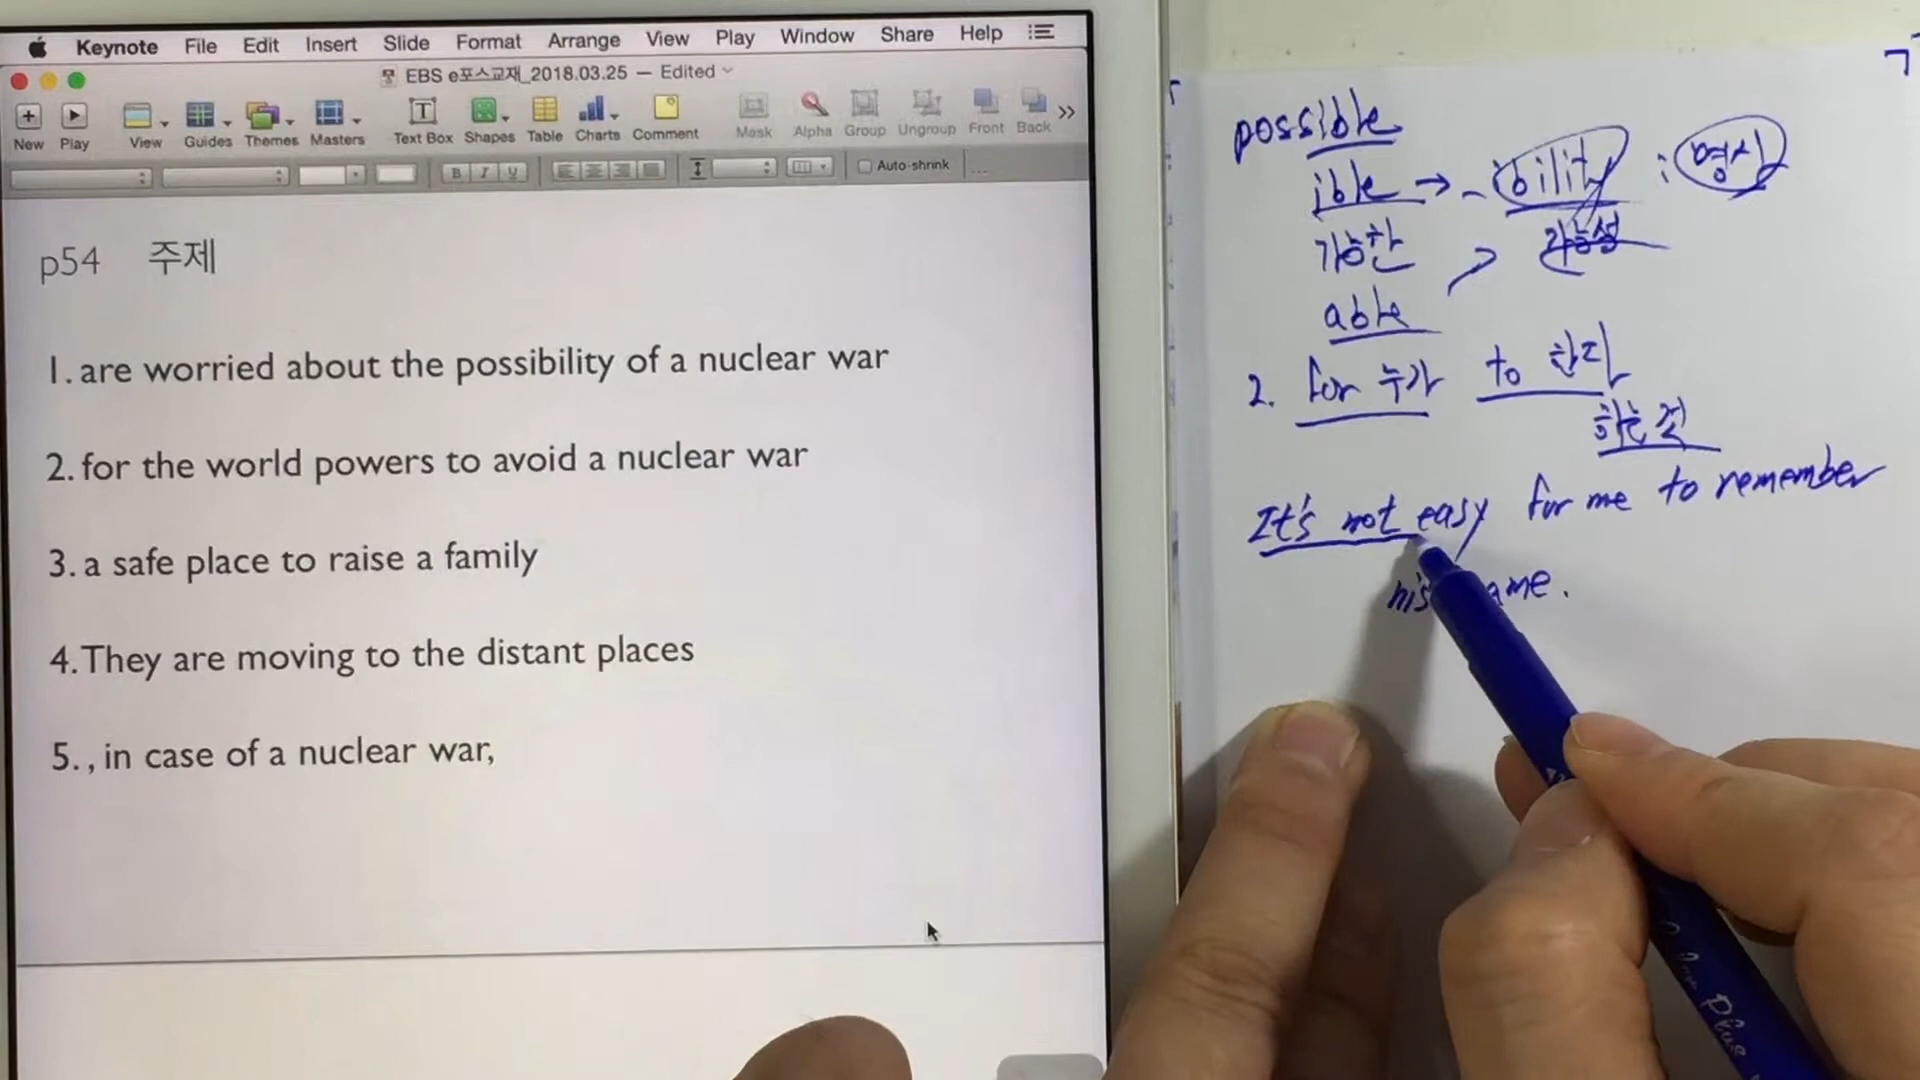 Keynote File Edit Insert Slide Format Arrange View Play Window Share Help
EBS e포스교재_2018.03.25 — Edited
New Play View Guides Themes Masters Text Box Shapes Table Charts Comment Mask Alpha Group Ungroup Front Back
B I U Auto-shrink
p54 주제
1. are worried about the possibility of a nuclear war
2. for the world powers to avoid a nuclear war
3. a safe place to raise a family
4. They are moving to the distant places
5. , in case of a nuclear war,
possible
ible → -ibility : 명사
가능한 가능성
able
2. for 누가 to 한다
하는 것
It's not easy for me to remember
his ame.